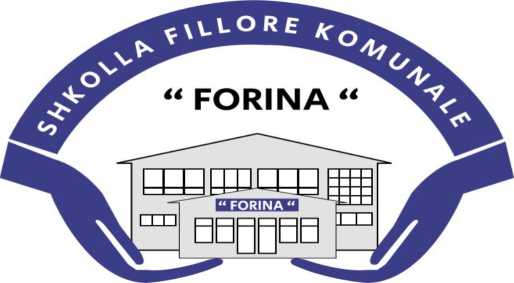 SHKOLLA FILLORE KOMUNALE
“ FORINA “
“ FORINA “